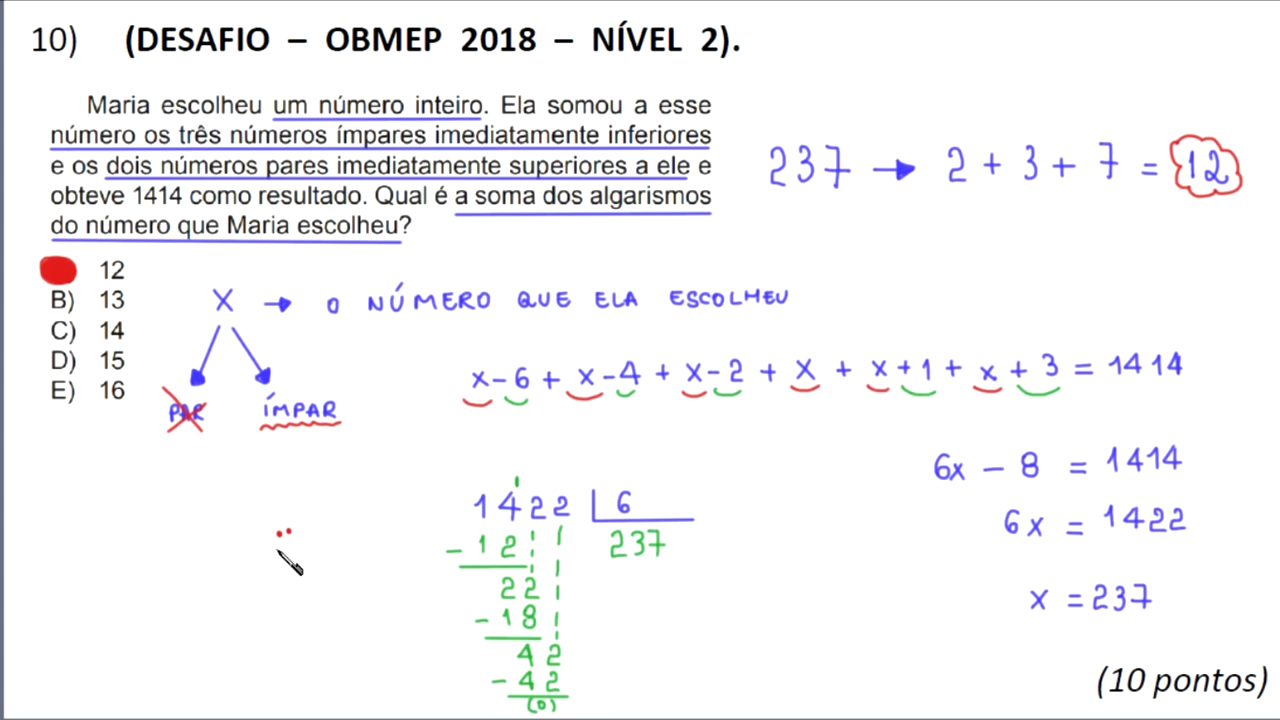 10) (DESAFIO – OBMEP 2018 – NÍVEL 2).
Maria escolheu um número inteiro. Ela somou a esse
número os três números ímpares imediatamente inferiores
e os dois números pares imediatamente superiores a ele e
obteve 1414 como resultado. Qual é a soma dos algarismos
do número que Maria escolheu?
237 → 2 + 3 + 7 = 12
12
B) 13
C) 14
D) 15
E) 16
X → O NÚMERO QUE ELA ESCOLHEU
PAR ÍMPAR
x-6 + x-4 + x-2 + x + x+1 + x+3 = 1414
6x - 8 = 1414
6x = 1422
x = 237
1
1422 6
-12 237
22
-18
42
-42
(0)
(10 pontos)